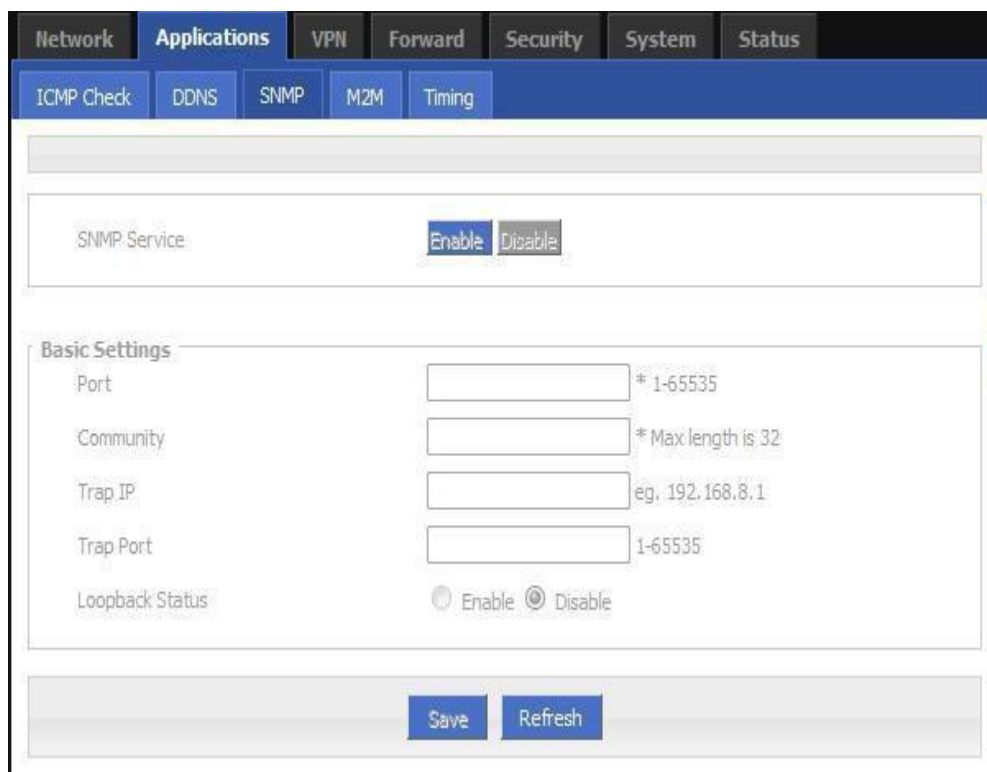 Network Applications VPN Forward Security System Status
ICMP Check DDNS SNMP M2M Timing
SNMP Service Enable Disable
Basic Settings
Port * 1-65535
Community * Max length is 32
Trap IP eg. 192.168.8.1
Trap Port 1-65535
Loopback Status Enable Disable
Save Refresh